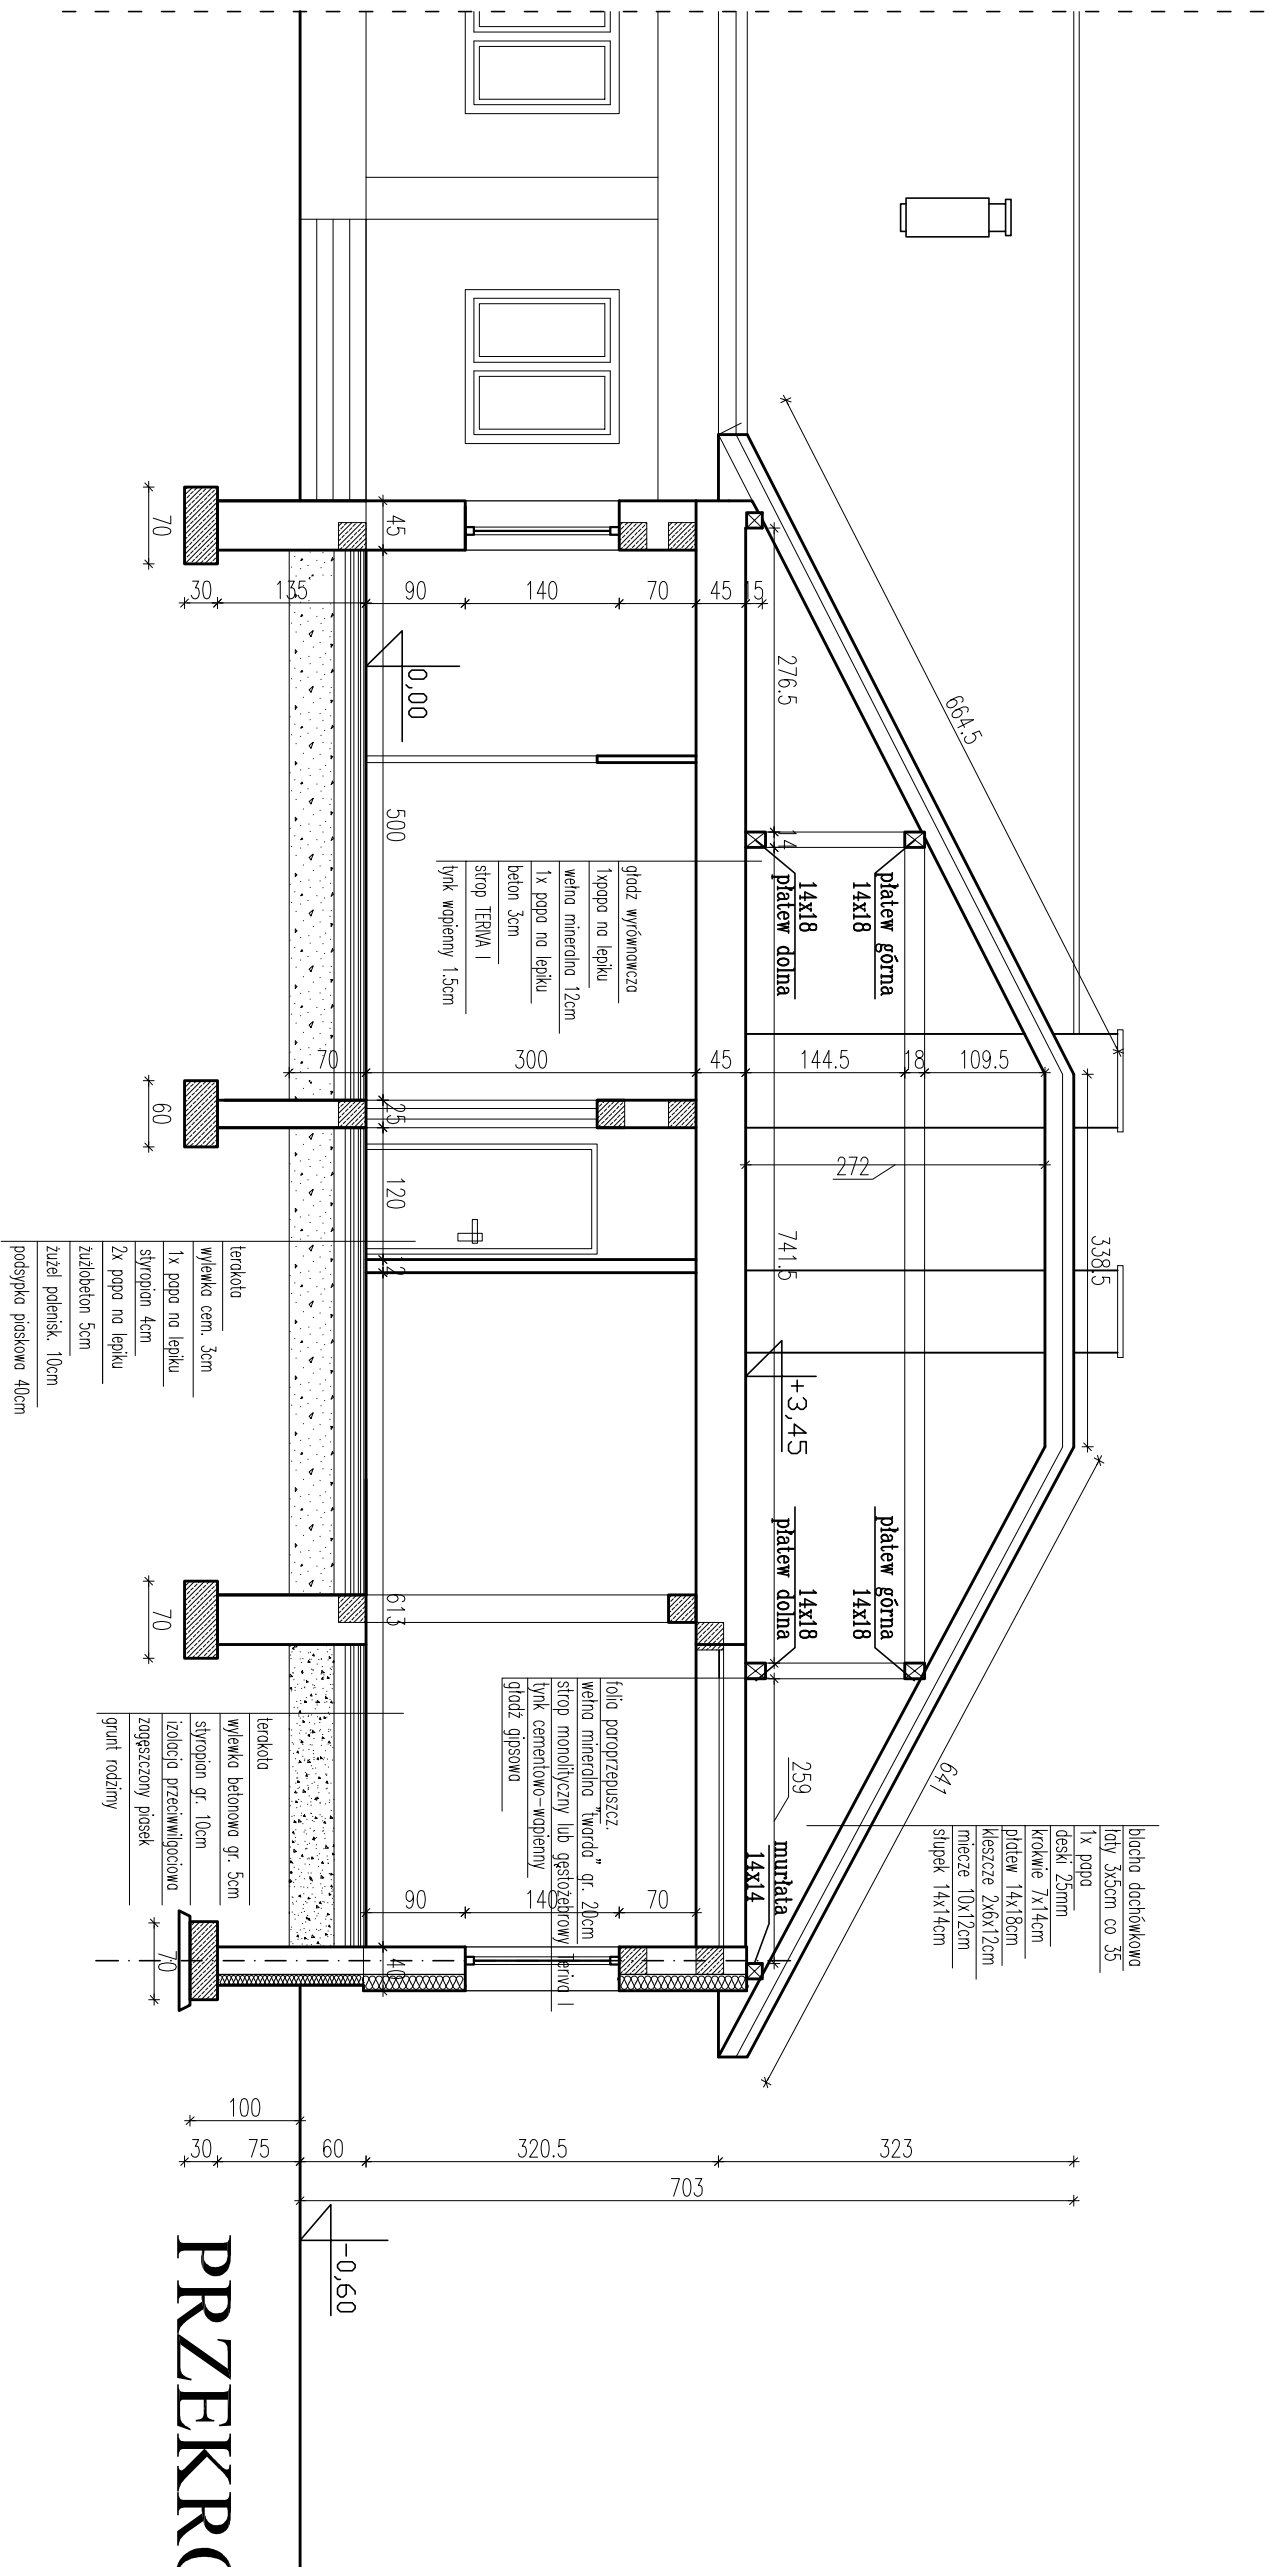 664.5
338.5
641
blacha dachówkowa
łaty 3x5cm co 35
1x papa
deski 25mm
krokwie 7x14cm
płatew 14x18cm
kleszcze 2x6x12cm
miecze 10x12cm
słupek 14x14cm
płatew górna
14x18
14x18
płatew dolna
płatew górna
14x18
14x18
płatew dolna
murłata
14x14
276.5
14
741.5
259
109.5
18
144.5
45
300
70
272
+3,45
gładz wyrównawcza
1xpapa na lepiku
wełna mineralna 12cm
1x papa na lepiku
beton 3cm
strop TERIVA I
tynk wapienny 1.5cm
folia paroprzepuszcz.
wełna mineralna "twarda" gr. 20cm
strop monolityczny lub gęstożebrowy Teriva I
tynk cementowo-wapienny
gładź gipsowa
15
45
70
140
90
135
30
0,00
45
500
25
120
12
613
40
70
140
90
70
60
70
70
terakota
wylewka cem. 3cm
1x papa na lepiku
styropian 4cm
2x papa na lepiku
żużlobeton 5cm
żużel palenisk. 10cm
podsypka piaskowa 40cm
terakota
wylewka betonowa gr. 5cm
styropian gr. 10cm
izolacja przeciwwilgociowa
zagęszczony piasek
grunt rodzimy
323
320.5
60
75
30
100
703
-0,60
PRZEKRO